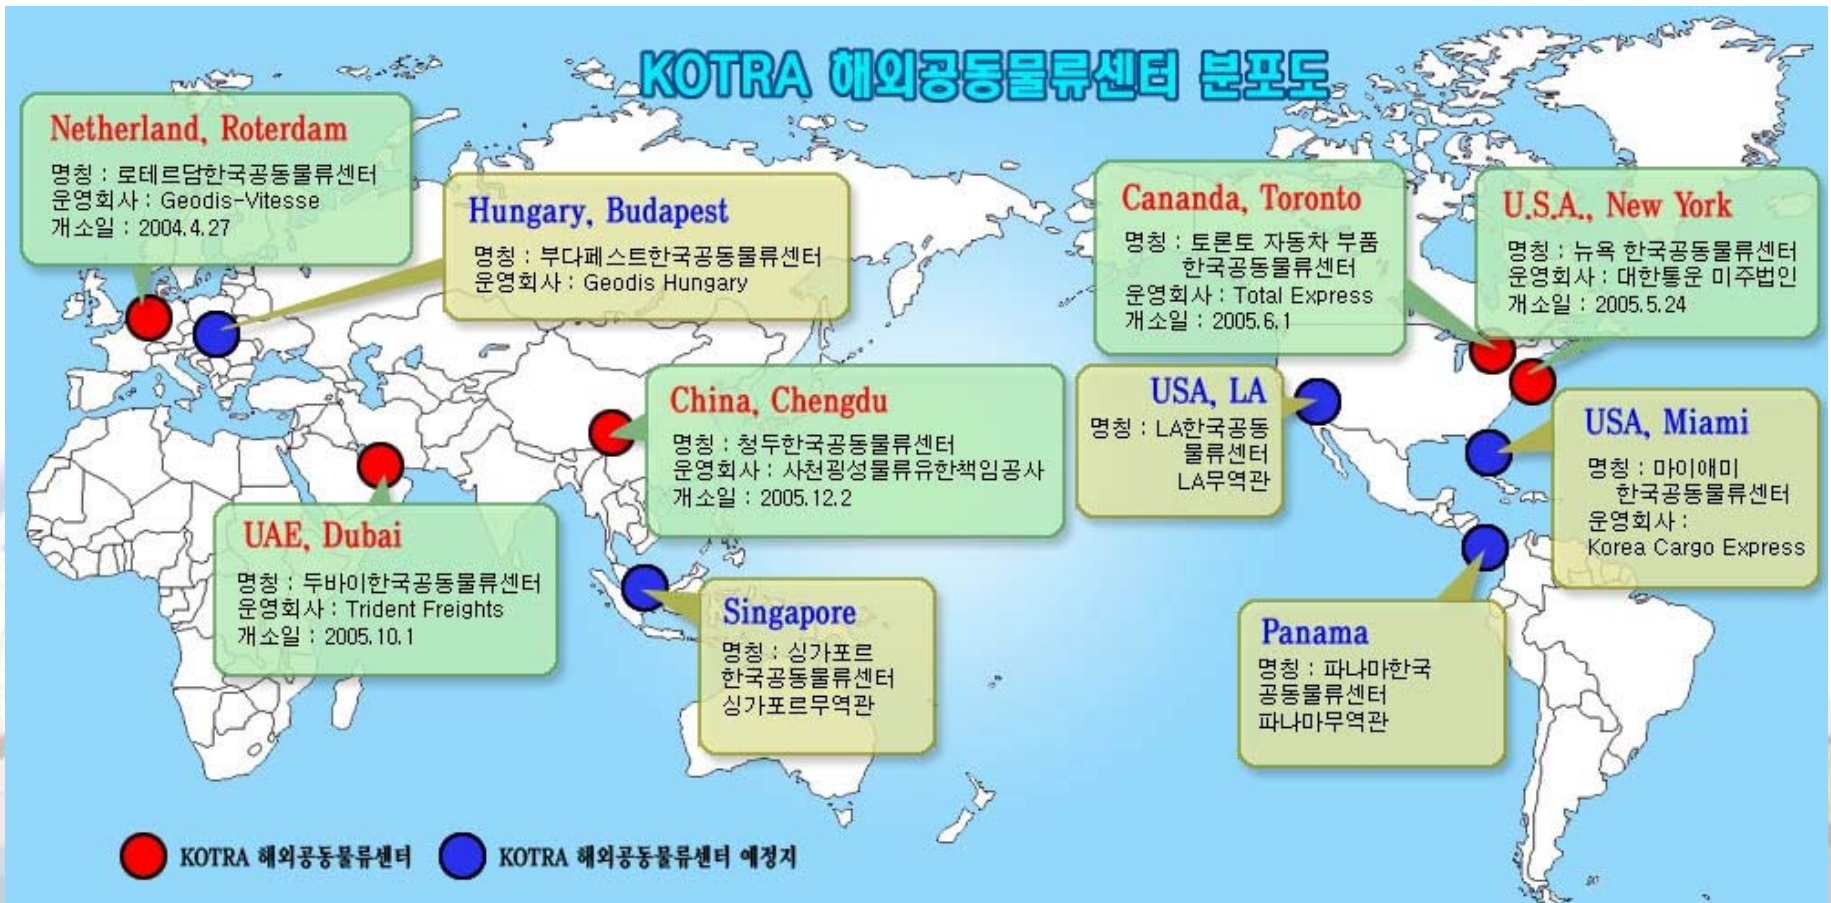 KOTRA 해외공동물류센터 분포도
Netherland, Roterdam
명칭 : 로테르담한국공동물류센터
운영회사 : Geodis-Vitesse
개소일 : 2004.4.27
Hungary, Budapest
명칭 : 부다페스트한국공동물류센터
운영회사 : Geodis Hungary
Cananda, Toronto
명칭 : 토론토 자동차 부품
한국공동물류센터
운영회사 : Total Express
개소일 : 2005.6.1
U.S.A., New York
명칭 : 뉴욕 한국공동물류센터
운영회사 : 대한통운 미주법인
개소일 : 2005.5.24
China, Chengdu
명칭 : 청두한국공동물류센터
운영회사 : 사천굉성물류유한책임공사
개소일 : 2005.12.2
USA, LA
명칭 : LA한국공동
물류센터
LA무역관
USA, Miami
명칭 : 마이애미
한국공동물류센터
운영회사 :
Korea Cargo Express
UAE, Dubai
명칭 : 두바이한국공동물류센터
운영회사 : Trident Freights
개소일 : 2005.10.1
Singapore
명칭 : 싱가포르
한국공동물류센터
싱가포르무역관
Panama
명칭 : 파나마한국
공동물류센터
파나마무역관
KOTRA 해외공동물류센터
KOTRA 해외공동물류센터 예정지